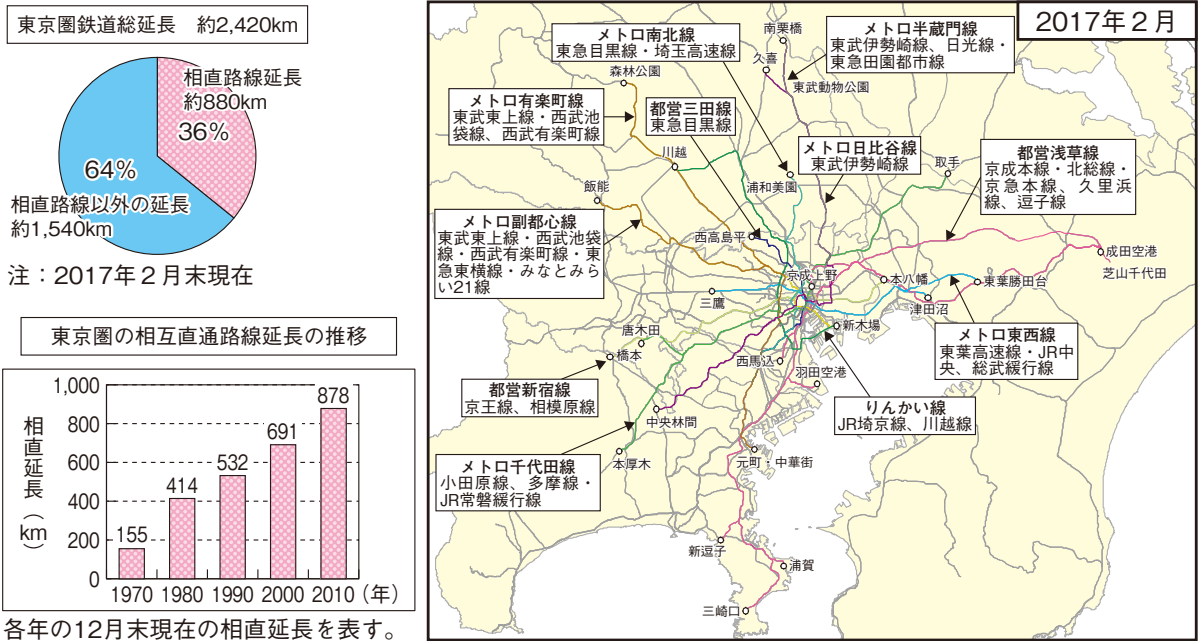 東京圏鉄道総延長　約2,420km
相直路線延長
約880km
36%
64%
相直路線以外の延長
約1,540km
注：2017年２月末現在
東京圏の相互直通路線延長の推移
相直延長（km）
1,000
800
600
400
200
0
155
414
532
691
878
1970 1980 1990 2000 2010（年）
各年の12月末現在の相直延長を表す。
2017年２月
メトロ南北線
東急目黒線・埼玉高速線
メトロ半蔵門線
東武伊勢崎線、日光線・
東急田園都市線
メトロ有楽町線
東武東上線・西武池
袋線、西武有楽町線
都営三田線
東急目黒線
メトロ日比谷線
東武伊勢崎線
都営浅草線
京成本線・北総線・
京急本線、久里浜
線、逗子線
メトロ副都心線
東武東上線・西武池袋
線・西武有楽町線・東
急東横線・みなとみら
い21線
メトロ東西線
東葉高速線・JR中
央、総武緩行線
都営新宿線
京王線、相模原線
りんかい線
JR埼京線、川越線
メトロ千代田線
小田原線、多摩線・
JR常磐緩行線
南栗橋
久喜
森林公園
東武動物公園
川越
取手
飯能
浦和美園
西高島平
成田空港
芝山千代田
京成上野
本八幡
東葉勝田台
三鷹
津田沼
唐木田
新木場
橋本
西馬込
羽田空港
中央林間
本厚木
元町・中華街
新逗子
浦賀
三崎口